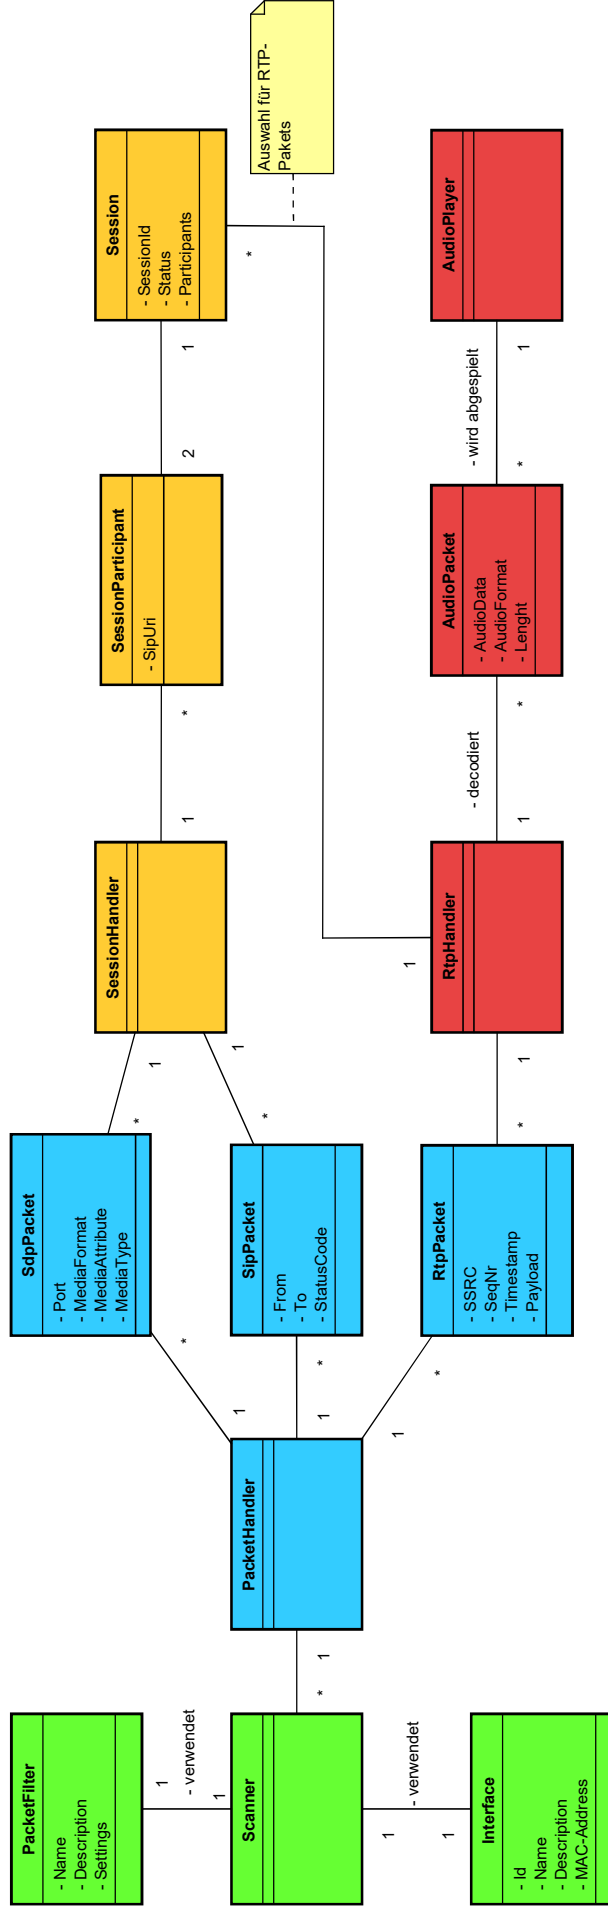 PacketFilter
- Name
- Description
- Settings
1
- verwendet
1
Scanner
1
- verwendet
1
Interface
- Id
- Name
- Description
- MAC-Address
*
1
PacketHandler
1
*
1
*
1
*
SdpPacket
- Port
- MediaFormat
- MediaAttribute
- MediaType
SipPacket
- From
- To
- StatusCode
RtpPacket
- SSRC
- SeqNr
- Timestamp
- Payload
*
1
*
1
*
1
SessionHandler
1
*
SessionParticipant
- SipUri
2
1
Session
- SessionId
- Status
- Participants
*
Auswahl für RTP-
Pakets
1
RtpHandler
1
- decodiert
*
AudioPacket
- AudioData
- AudioFormat
- Lenght
*
- wird abgespielt
1
AudioPlayer